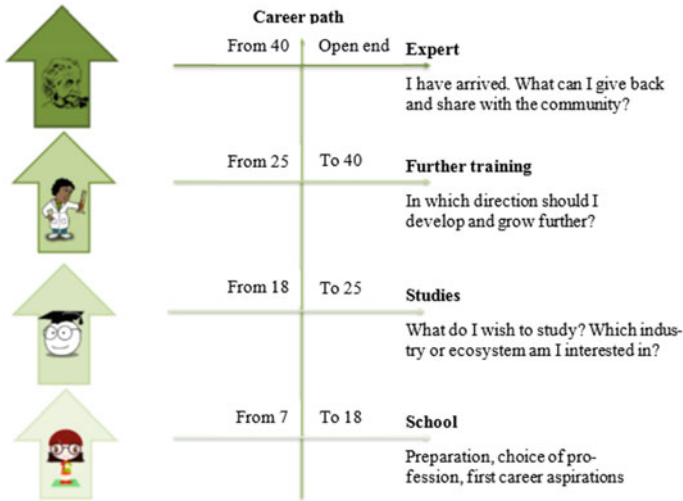 Career path
From 40 Open end Expert
I have arrived. What can I give back
and share with the community?
From 25 To 40 Further training
In which direction should I
develop and grow further?
From 18 To 25 Studies
What do I wish to study? Which indus-
try or ecosystem am I interested in?
From 7 To 18 School
Preparation, choice of pro-
fession, first career aspirations